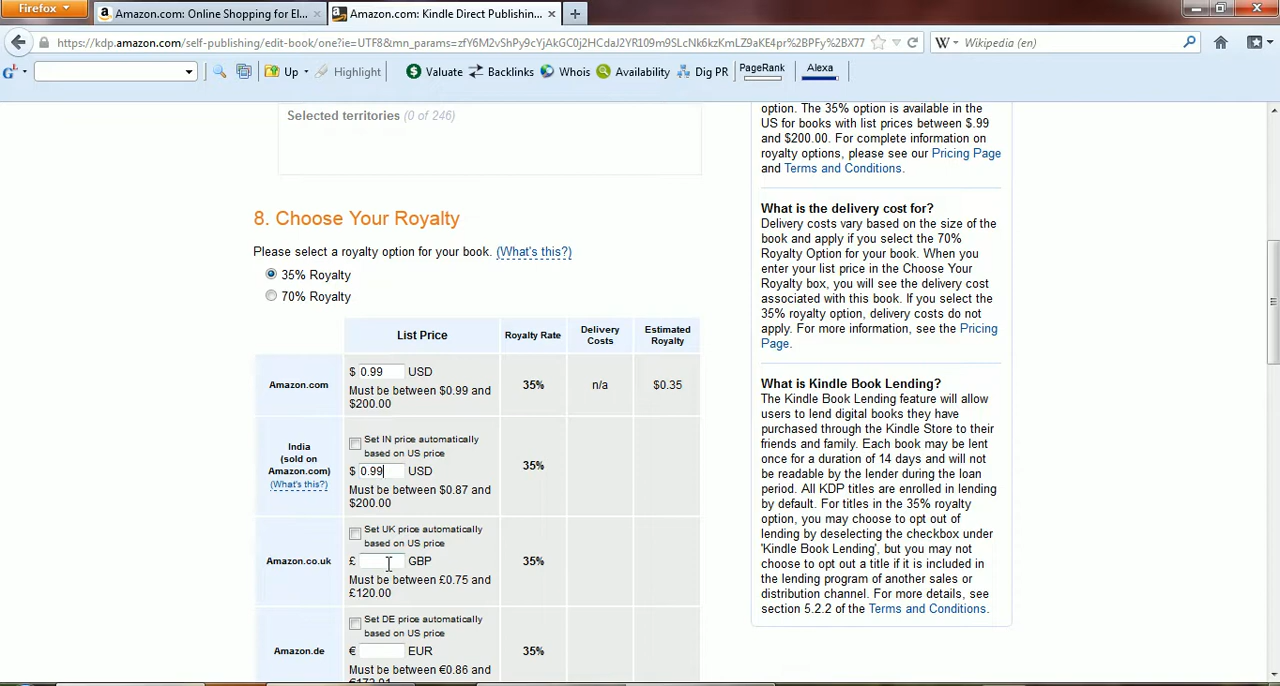 Firefox
Amazon.com: Online Shopping for El...
Amazon.com: Kindle Direct Publishin...
https://kdp.amazon.com/self-publishing/edit-book/one?ie=UTF8&mn_params=zfY6M2vShPy9cYjAkGC0j2HCdaJ2YR109m9SLcNk6kzKmLZ9aKE4pr%2BPFy%2BX77
Wikipedia (en)
Up
Highlight
Valuate
Backlinks
Whois
Availability
Dig PR
PageRank
Alexa
Selected territories (0 of 246)
8. Choose Your Royalty
Please select a royalty option for your book. (What's this?)
35% Royalty
70% Royalty
List Price
Royalty Rate
Delivery Costs
Estimated Royalty
Amazon.com
$ 0.99 USD
Must be between $0.99 and
$200.00
35%
n/a
$0.35
India
(sold on
Amazon.com)
(What's this?)
Set IN price automatically
based on US price
$ 0.99 USD
Must be between $0.87 and
$200.00
35%
Amazon.co.uk
Set UK price automatically
based on US price
£ GBP
Must be between £0.75 and
£120.00
35%
Amazon.de
Set DE price automatically
based on US price
€ EUR
Must be between €0.86 and
35%
option. The 35% option is available in the
US for books with list prices between $.99
and $200.00. For complete information on
royalty options, please see our Pricing Page
and Terms and Conditions.
What is the delivery cost for?
Delivery costs vary based on the size of the
book and apply if you select the 70%
Royalty Option for your book. When you
enter your list price in the Choose Your
Royalty box, you will see the delivery cost
associated with this book. If you select the
35% royalty option, delivery costs do not
apply. For more information, see the Pricing
Page.
What is Kindle Book Lending?
The Kindle Book Lending feature will allow
users to lend digital books they have
purchased through the Kindle Store to their
friends and family. Each book may be lent
once for a duration of 14 days and will not
be readable by the lender during the loan
period. All KDP titles are enrolled in lending
by default. For titles in the 35% royalty
option, you may choose to opt out of
lending by deselecting the checkbox under
'Kindle Book Lending', but you may not
choose to opt out a title if it is included in
the lending program of another sales or
distribution channel. For more details, see
section 5.2.2 of the Terms and Conditions.